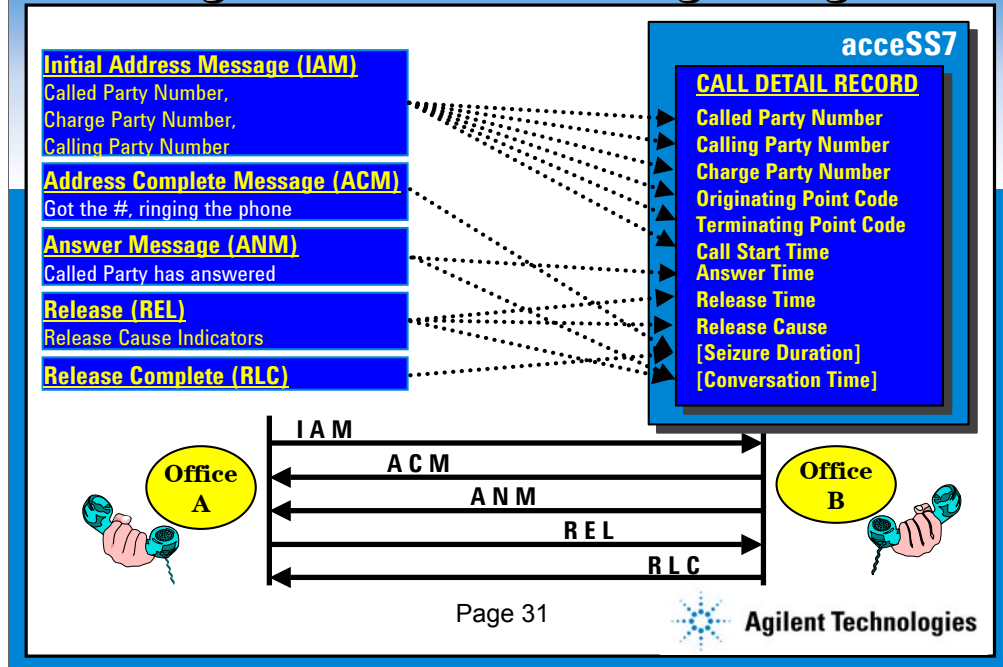 acceSS7
Initial Address Message (IAM)
Called Party Number,
Charge Party Number,
Calling Party Number
Address Complete Message (ACM)
Got the #, ringing the phone
Answer Message (ANM)
Called Party has answered
Release (REL)
Release Cause Indicators
Release Complete (RLC)
CALL DETAIL RECORD
Called Party Number
Calling Party Number
Charge Party Number
Originating Point Code
Terminating Point Code
Call Start Time
Answer Time
Release Time
Release Cause
[Seizure Duration]
[Conversation Time]
IAM
ACM
ANM
REL
RLC
Office
A
Office
B
Page 31
Agilent Technologies